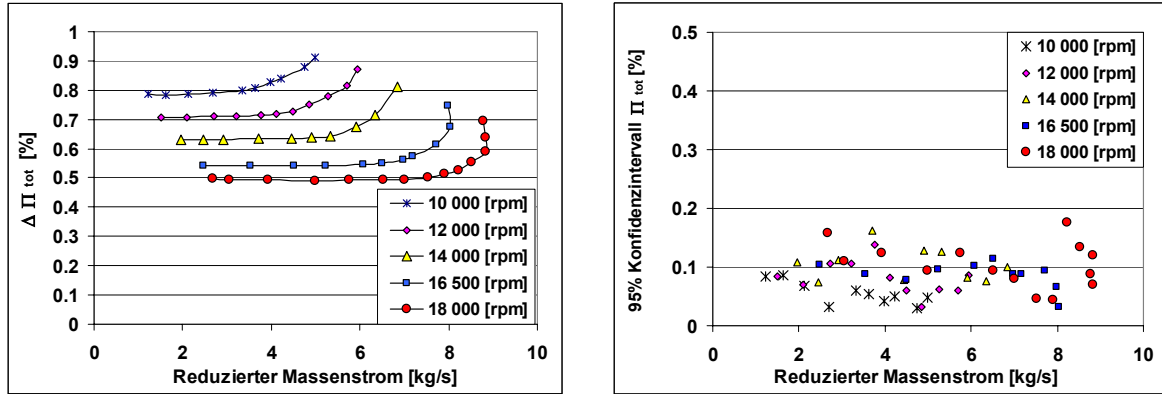 Δ Π tot [%]
1
0.9
0.8
0.7
0.6
0.5
0.4
0.3
0.2
0.1
0
0 2 4 6 8 10
Reduzierter Massenstrom [kg/s]
10 000 [rpm]
12 000 [rpm]
14 000 [rpm]
16 500 [rpm]
18 000 [rpm]
95% Konfidenzintervall Π tot [%]
0.5
0.4
0.3
0.2
0.1
0.0
0 2 4 6 8 10
Reduzierter Massenstrom [kg/s]
10 000 [rpm]
12 000 [rpm]
14 000 [rpm]
16 500 [rpm]
18 000 [rpm]